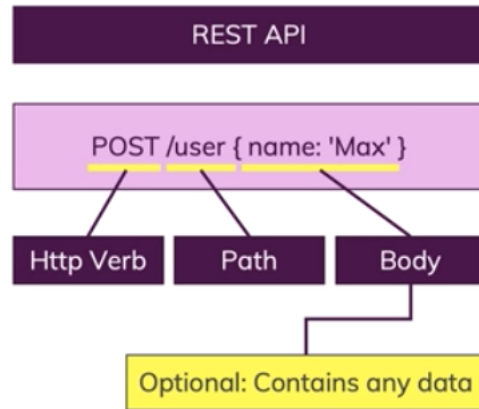 REST API
POST /user { name: 'Max' }
Http Verb
Path
Body
Optional: Contains any data